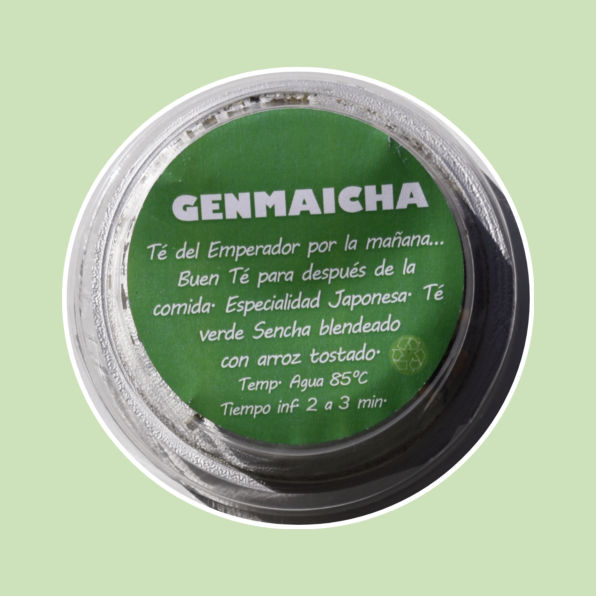 GENMAICHA
Té del Emperador por la mañana...
Buen Té para después de la
comida. Especialidad Japonesa. Té
verde Sencha blendeado
con arroz tostado.
Temp. Agua 85ºC
Tiempo inf. 2 a 3 min.